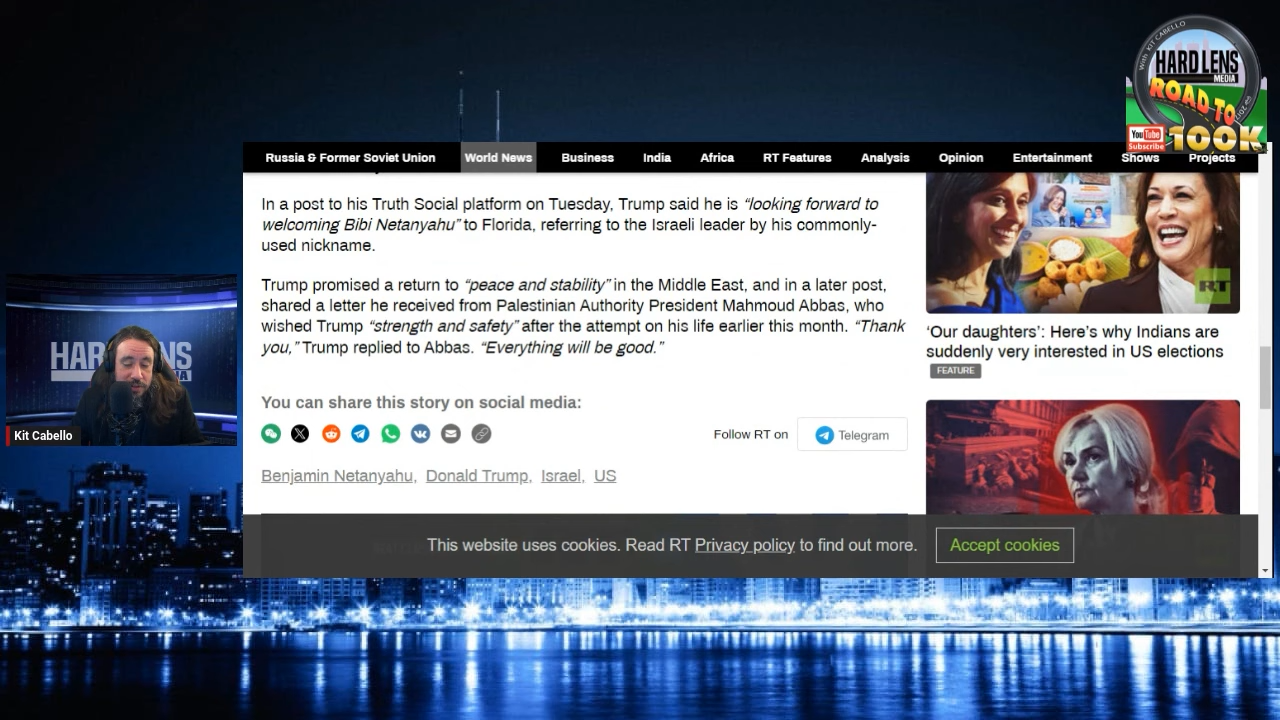 With KIT CABELLO
HARD LENS
MEDIA
ROAD TO
YouTube
Subscribe
100K
Russia & Former Soviet Union World News Business India Africa RT Features Analysis Opinion Entertainment Shows Projects
In a post to his Truth Social platform on Tuesday, Trump said he is “looking forward to
welcoming Bibi Netanyahu” to Florida, referring to the Israeli leader by his commonly-
used nickname.
Trump promised a return to “peace and stability” in the Middle East, and in a later post,
shared a letter he received from Palestinian Authority President Mahmoud Abbas, who
wished Trump “strength and safety” after the attempt on his life earlier this month. “Thank
you,” Trump replied to Abbas. “Everything will be good.”
You can share this story on social media:
Follow RT on Telegram
Benjamin Netanyahu, Donald Trump, Israel, US
RT
‘Our daughters’: Here’s why Indians are
suddenly very interested in US elections
FEATURE
Kit Cabello
This website uses cookies. Read RT Privacy policy to find out more. Accept cookies